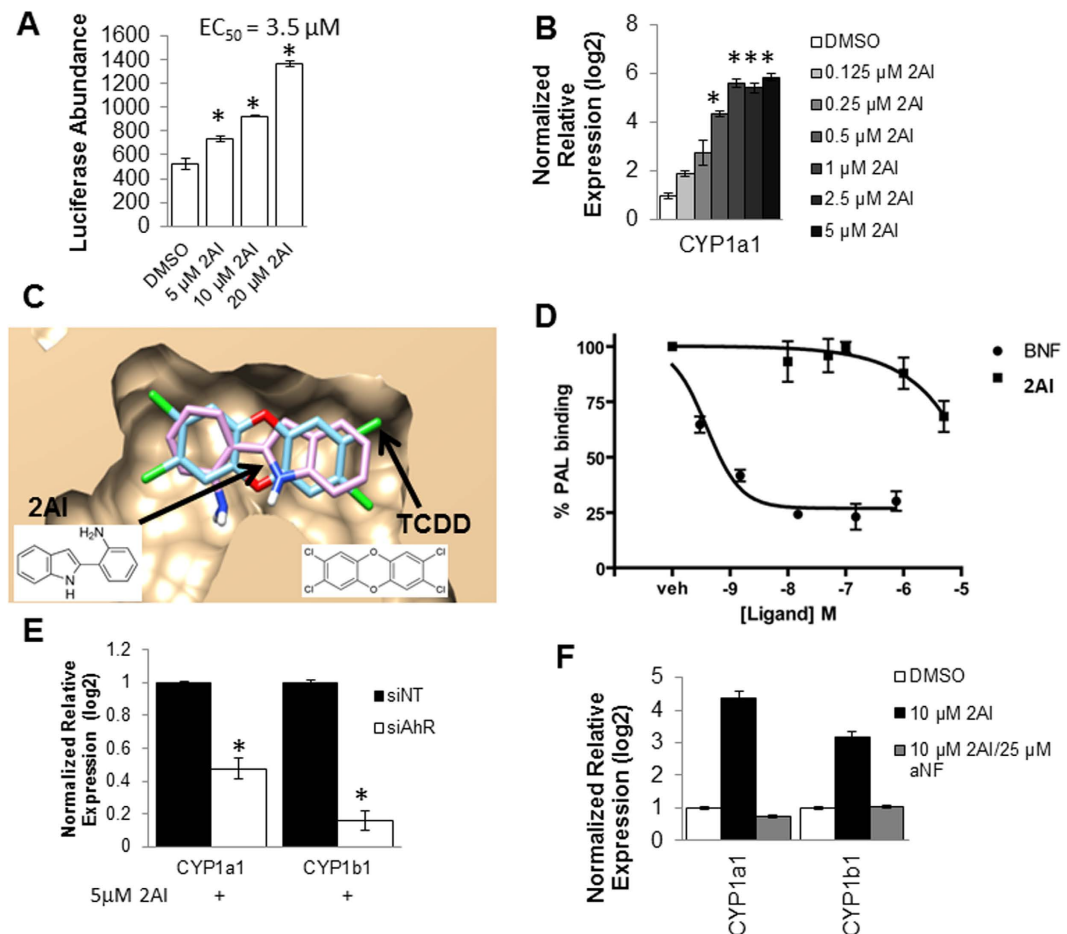 A
EC50 = 3.5 µM
Luciferase Abundance
1600
1400
1200
1000
800
600
400
200
0
*
*
*
DMSO
5 µM 2AI
10 µM 2AI
20 µM 2AI
B
Normalized Relative Expression (log2)
8
6
4
2
0
* * * *
CYP1a1
DMSO
0.125 µM 2AI
0.25 µM 2AI
0.5 µM 2AI
1 µM 2AI
2.5 µM 2AI
5 µM 2AI
C
2AI
TCDD
H2N
N
H
Cl
O
Cl
Cl
O
Cl
D
% PAL binding
100
75
50
25
0
veh
-9
-8
-7
-6
-5
[Ligand] M
BNF
2AI
E
Normalized Relative Expression (log2)
1.2
1
0.8
0.6
0.4
0.2
0
*
*
siNT
siAhR
CYP1a1
CYP1b1
5µM 2AI + +
F
Normalized Relative Expression (log2)
5
4
3
2
1
0
CYP1a1
CYP1b1
DMSO
10 µM 2AI
10 µM 2AI/25 µM
aNF